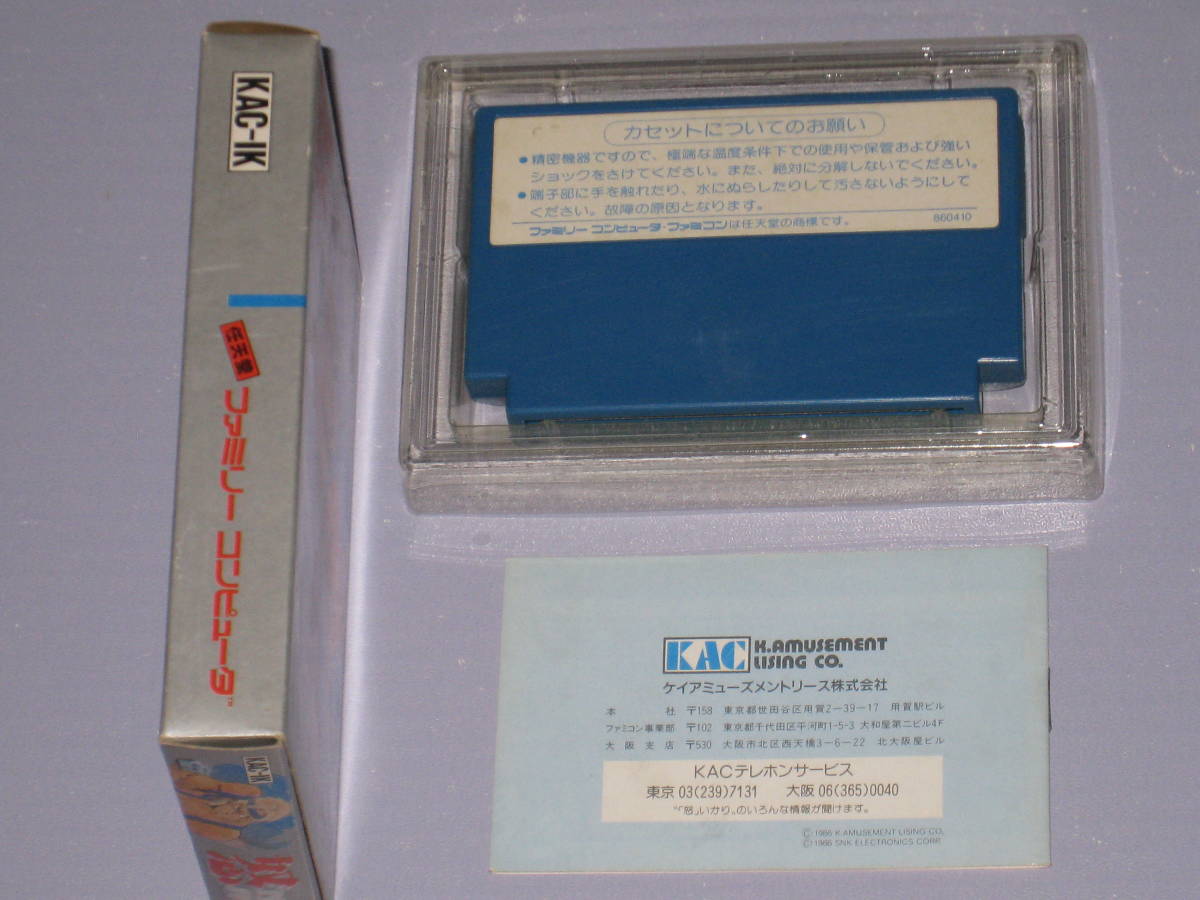 KAC-IK
任天堂
ファミリー コンピュータ™
KAC-IK
怒
カセットについてのお願い
●精密機器ですので、極端な温度条件下での使用や保管および強い
ショックをさけてください。また、絶対に分解しないでください。
●端子部に手を触れたり、水にぬらしたりして汚さないようにして
ください。故障の原因となります。
ファミリー コンピュータ・ファミコンは任天堂の商標です。
860410
KAC K.AMUSEMENT
LISING CO.
ケイアミューズメントリース株式会社
本社 〒158 東京都世田谷区用賀2-39-17 用賀駅ビル
ファミコン事業部 〒102 東京都千代田区平河町1-5-3 大和屋第二ビル4F
大阪支店 〒530 大阪市北区西天橋3-6-22 北大阪屋ビル
KACテレホンサービス
東京 03(239)7131 大阪 06(365)0040
"「怒」いかり。のいろんな情報が聞けます。
©1986 K.AMUSEMENT LISING CO.,
©1986 SNK ELECTRONICS CORP.